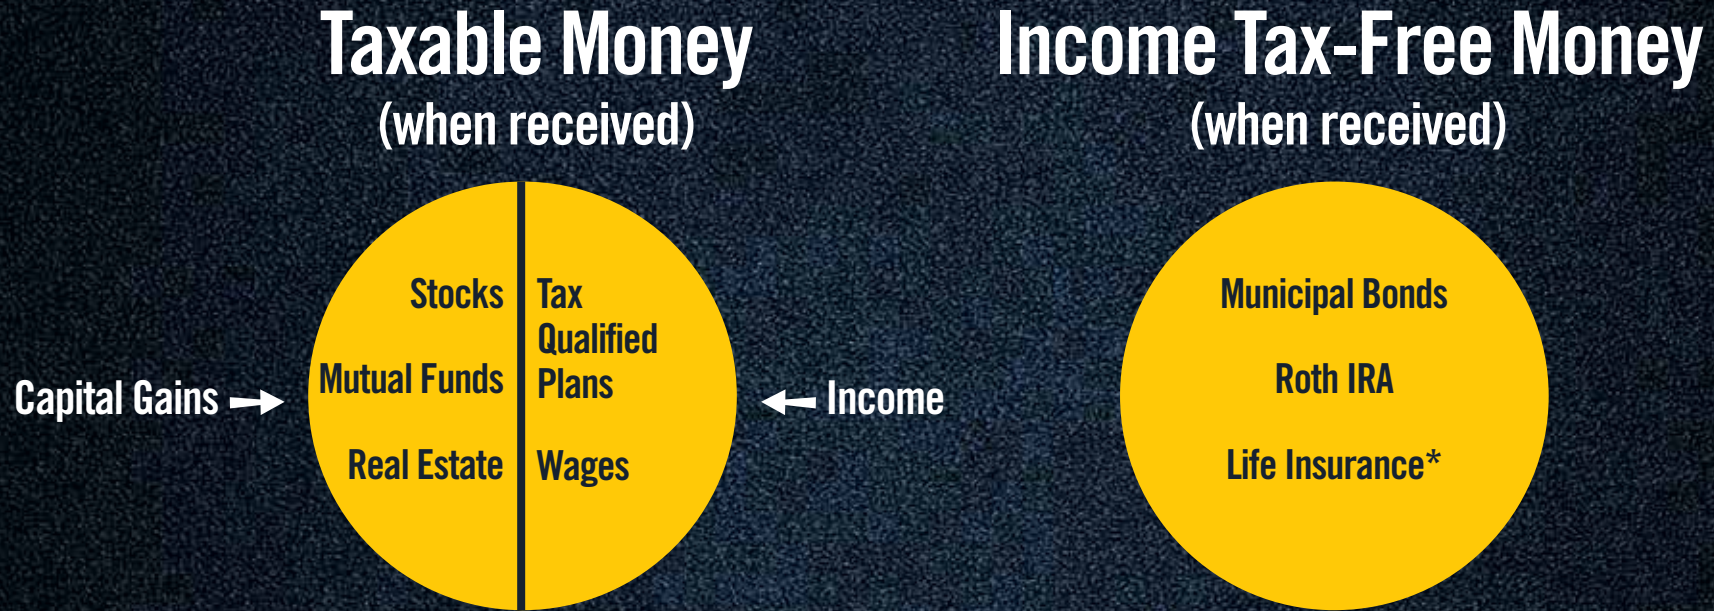 Taxable Money
(when received)
Capital Gains
Stocks
Mutual Funds
Real Estate
Tax
Qualified
Plans
Wages
Income
Income Tax-Free Money
(when received)
Municipal Bonds
Roth IRA
Life Insurance*